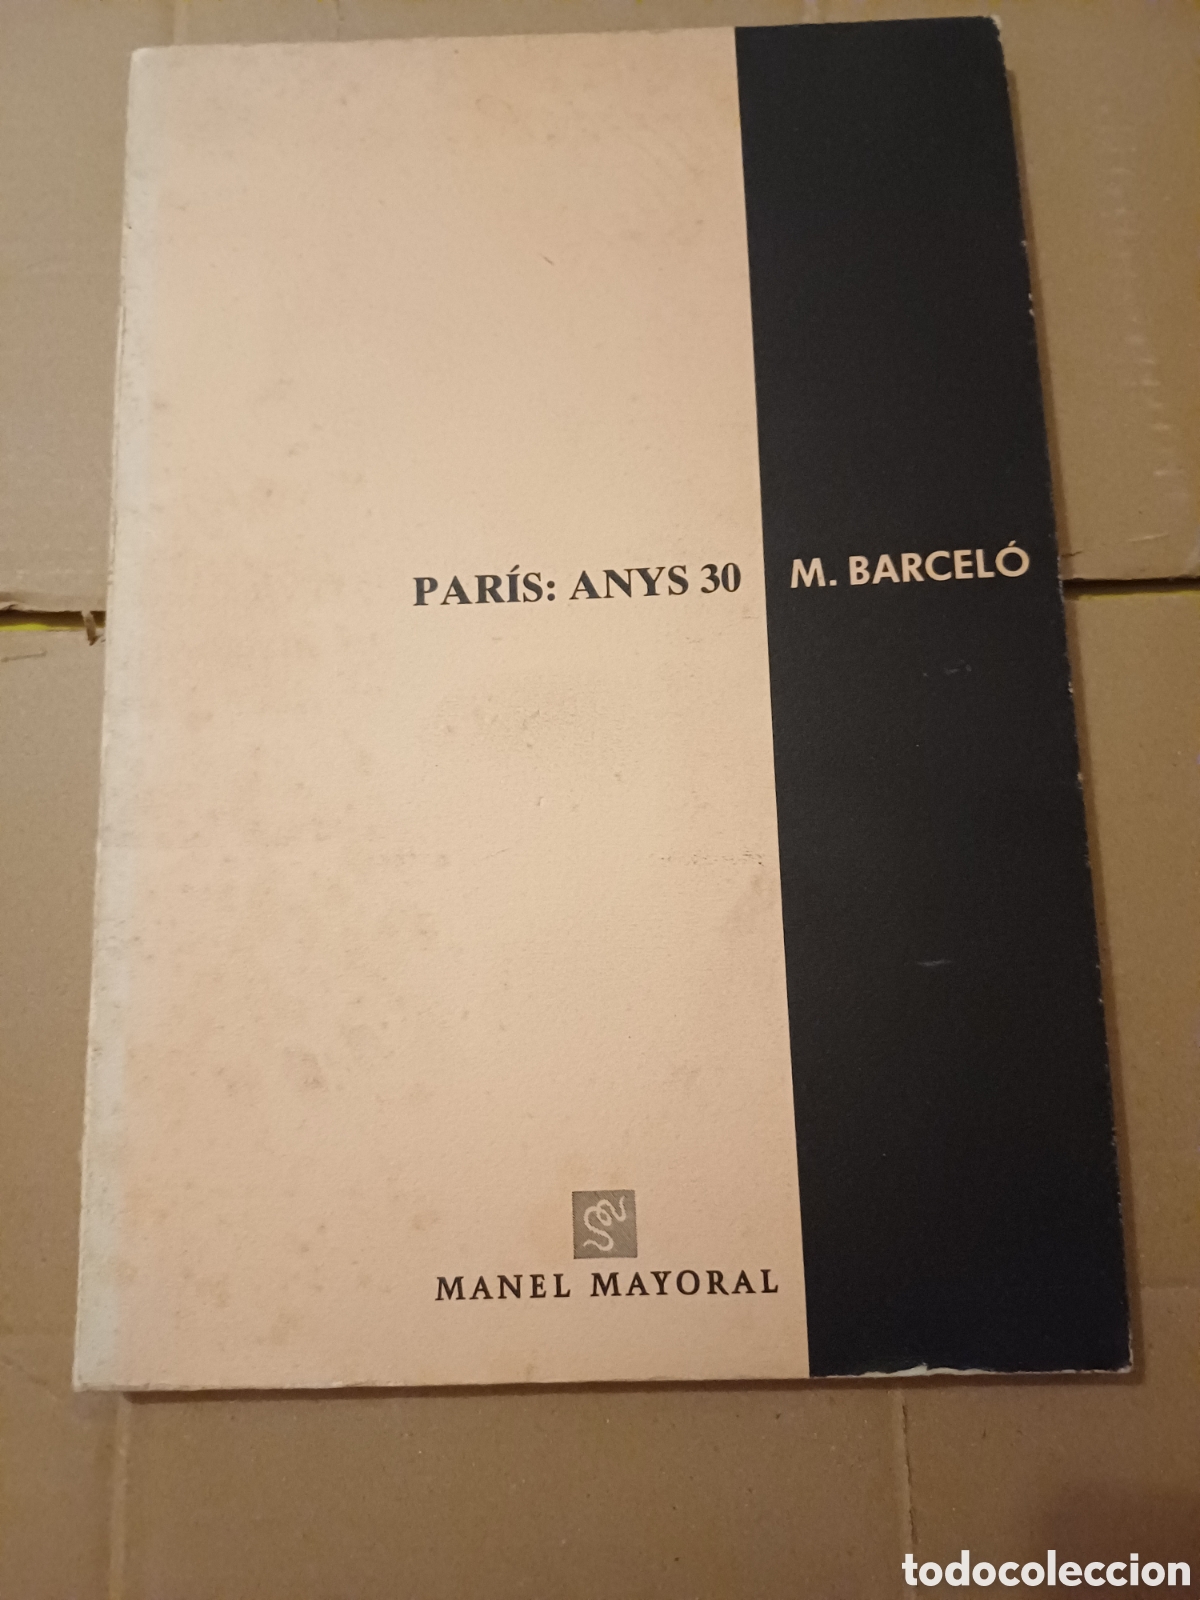 PARÍS: ANYS 30
M. BARCELÓ
MANEL MAYORAL
todocoleccion